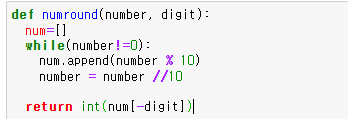 def numround(number, digit):
    num=[]
    while(number!=0):
        num.append(number % 10)
        number = number //10
    return int(num[-digit])